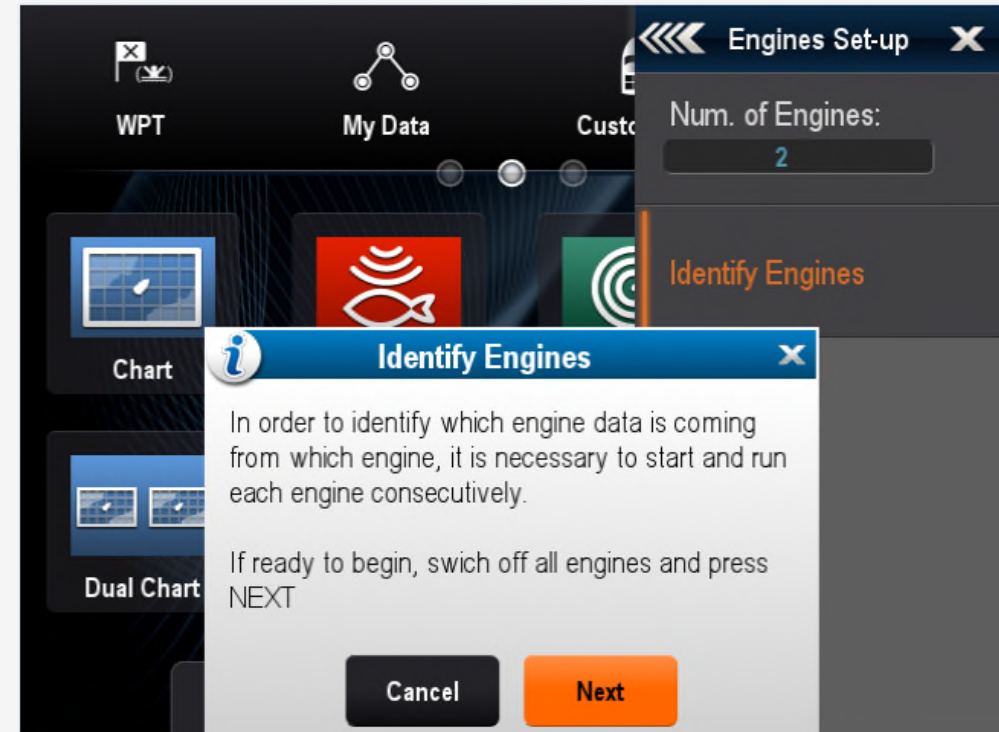 WPT
My Data
Custo
Engines Set-up
Num. of Engines:
2
Identify Engines
Chart
Dual Chart
Identify Engines
In order to identify which engine data is coming
from which engine, it is necessary to start and run
each engine consecutively.
If ready to begin, swich off all engines and press
NEXT
Cancel
Next